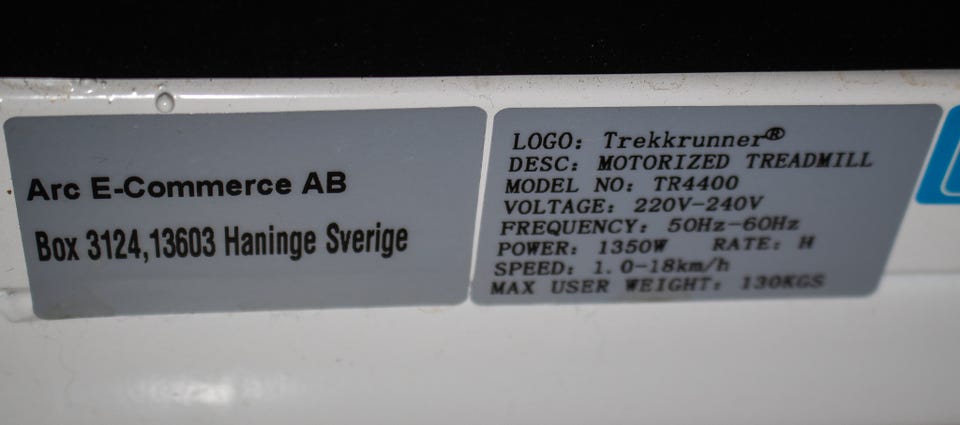 Arc E-Commerce AB
Box 3124,13603 Haninge Sverige
LOGO: Trekkrunner®
DESC: MOTORIZED TREADMILL
MODEL NO: TR4400
VOLTAGE: 220V-240V
FREQUENCY: 50Hz-60Hz
POWER: 1350W RATE: H
SPEED: 1.0-18km/h
MAX USER WEIGHT: 130KGS